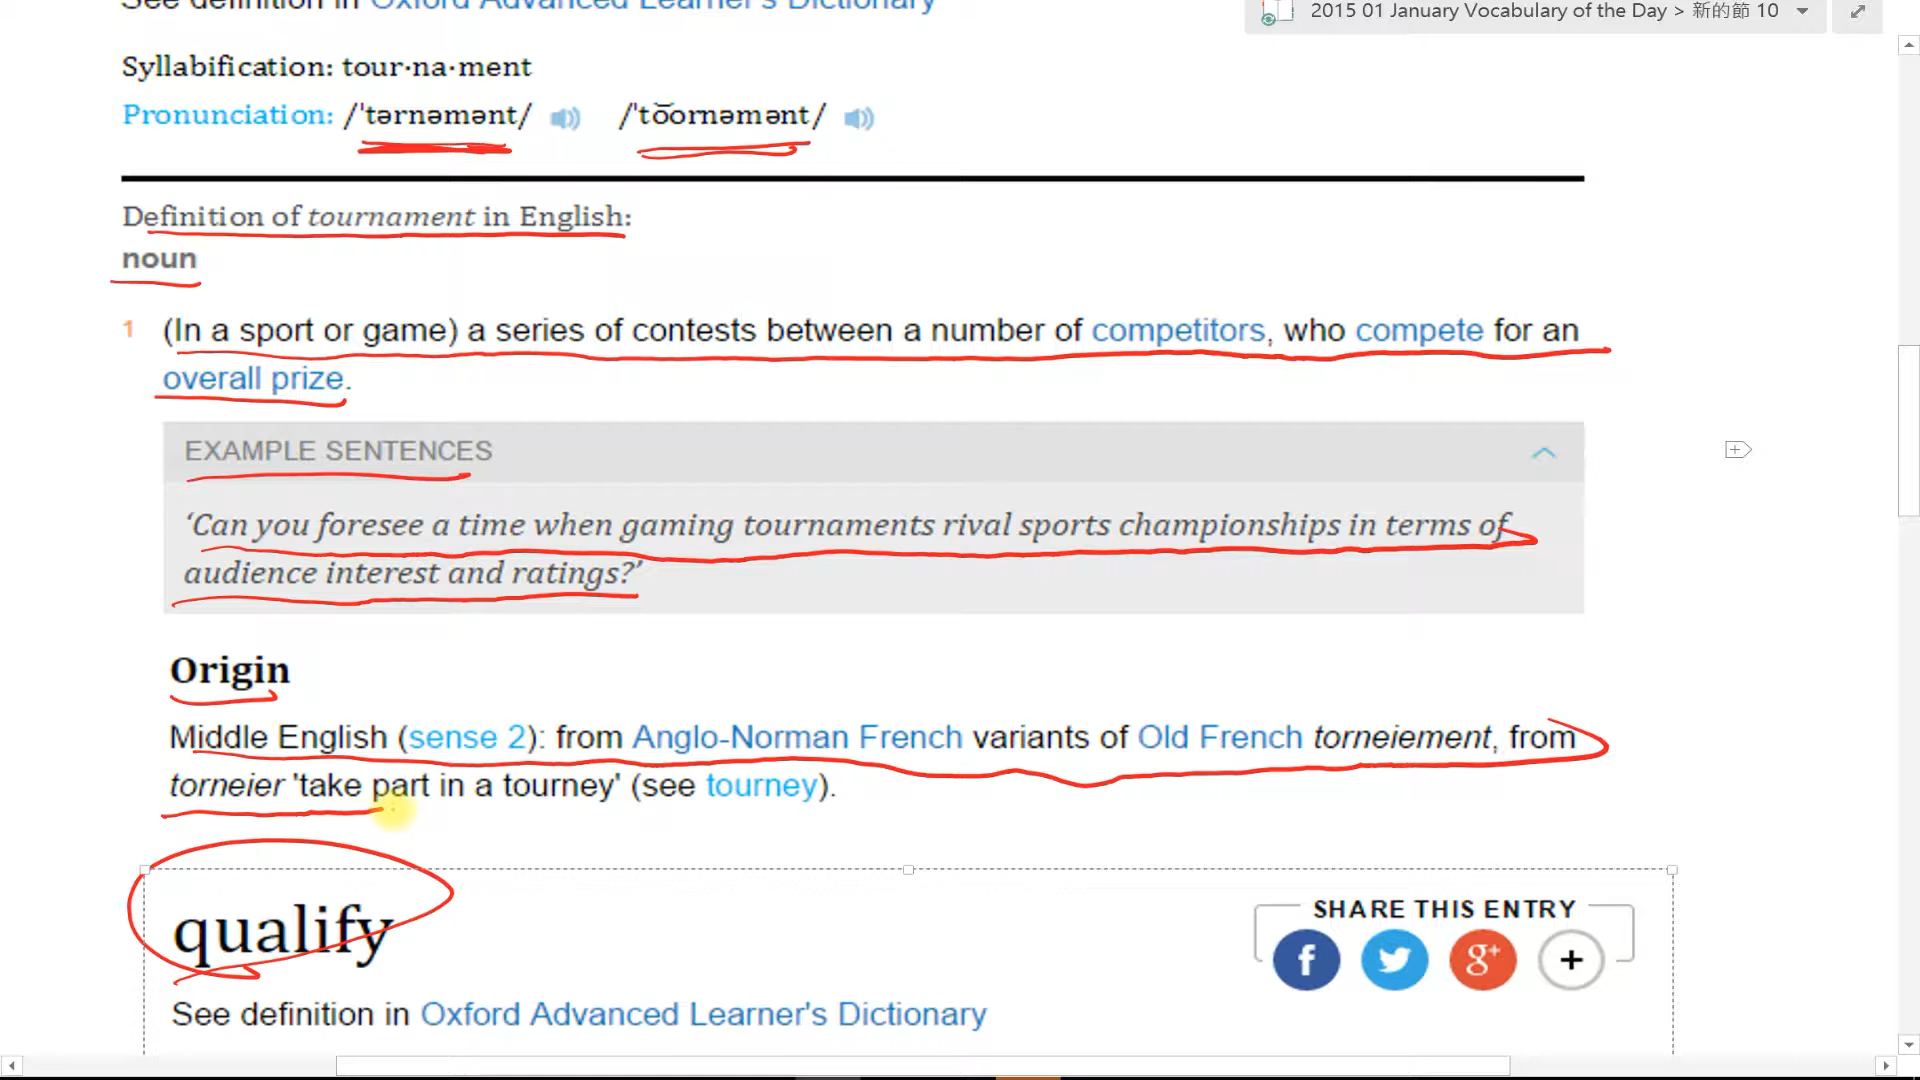 See definition in Oxford Advanced Learner's Dictionary
2015 01 January Vocabulary of the Day > 新的節 10
Syllabification: tour·na·ment
Pronunciation: /ˈtərnəmənt/ /ˈto͝ornəmənt/
Definition of tournament in English:
noun
1 (In a sport or game) a series of contests between a number of competitors, who compete for an
overall prize.
EXAMPLE SENTENCES
‘Can you foresee a time when gaming tournaments rival sports championships in terms of
audience interest and ratings?’
Origin
Middle English (sense 2): from Anglo-Norman French variants of Old French torneiement, from
torneier 'take part in a tourney' (see tourney).
qualify
SHARE THIS ENTRY
f g+ +
See definition in Oxford Advanced Learner's Dictionary